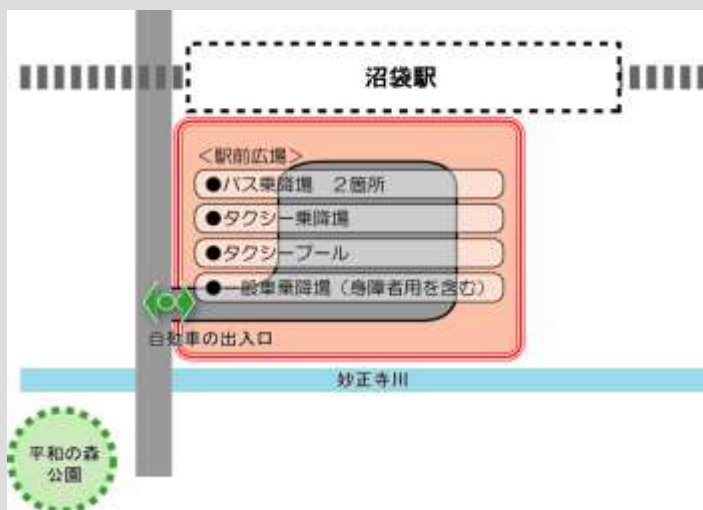 沼袋駅
＜駅前広場＞
●バス乗降場　２箇所
●タクシー乗降場
●タクシープール
●一般車乗降場（身障者用を含む）
自動車の出入口
妙正寺川
平和の森
公園